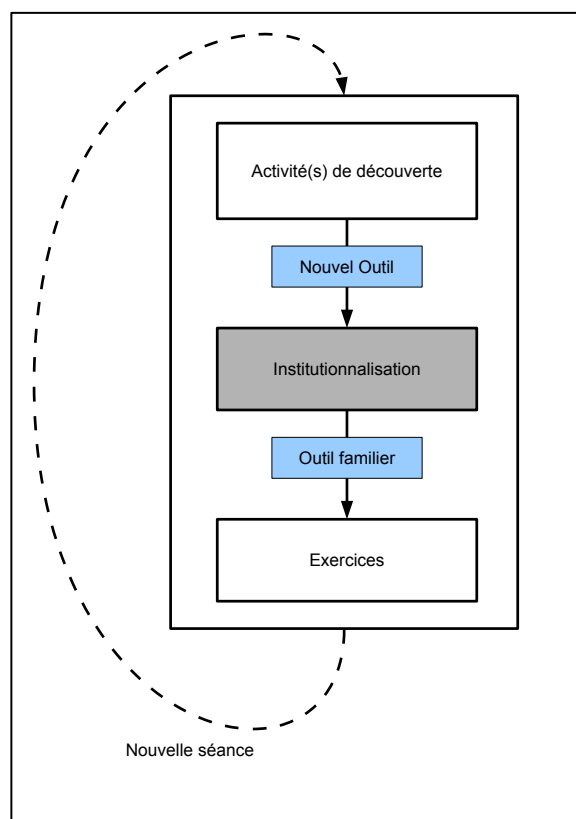 Activité(s) de découverte
Nouvel Outil
Institutionnalisation
Outil familier
Exercices
Nouvelle séance